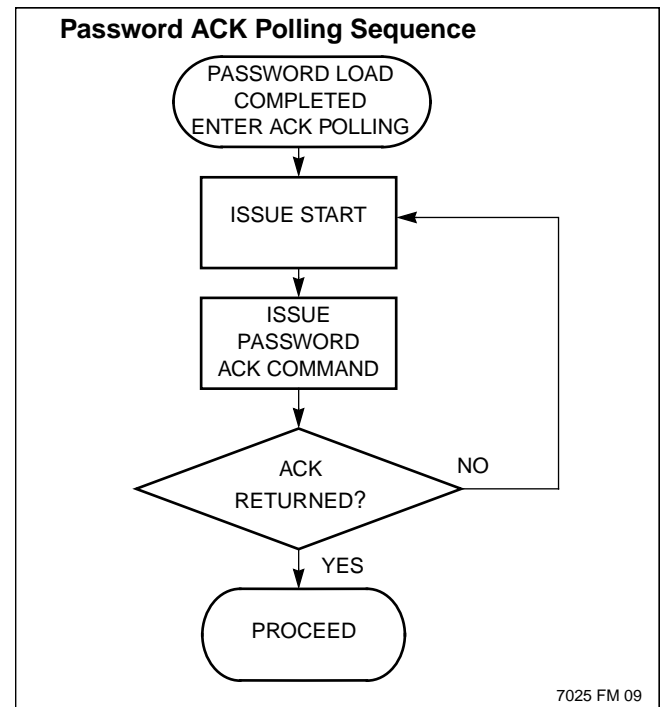 Password ACK Polling Sequence
PASSWORD LOAD
COMPLETED
ENTER ACK POLLING
ISSUE START
ISSUE
PASSWORD
ACK COMMAND
ACK
RETURNED?
NO
YES
PROCEED
7025 FM 09